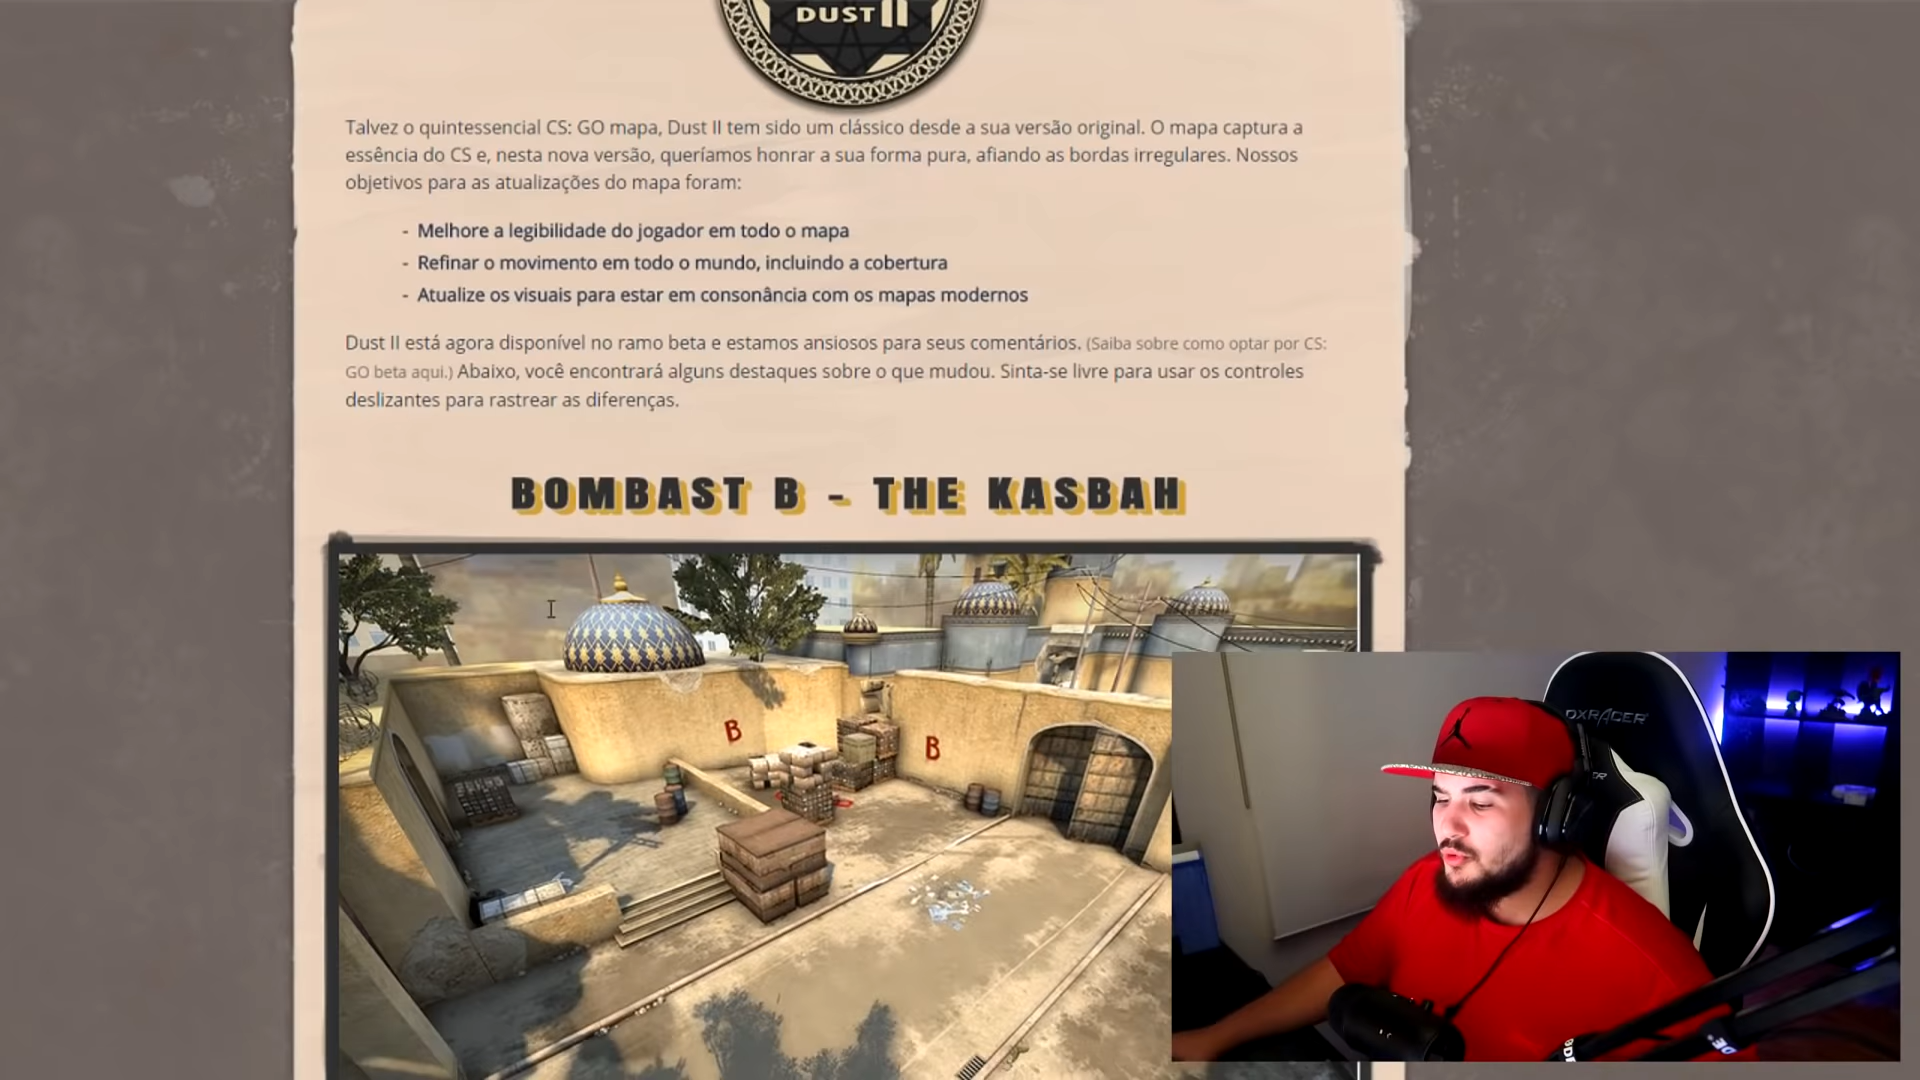 DUST II
Talvez o quintessencial CS: GO mapa, Dust II tem sido um clássico desde a sua versão original. O mapa captura a
essência do CS e, nesta nova versão, queríamos honrar a sua forma pura, afiando as bordas irregulares. Nossos
objetivos para as atualizações do mapa foram:
- Melhore a legibilidade do jogador em todo o mapa
- Refinar o movimento em todo o mundo, incluindo a cobertura
- Atualize os visuais para estar em consonância com os mapas modernos
Dust II está agora disponível no ramo beta e estamos ansiosos para seus comentários. (Saiba sobre como optar por CS:
GO beta aqui.) Abaixo, você encontrará alguns destaques sobre o que mudou. Sinta-se livre para usar os controles
deslizantes para rastrear as diferenças.
BOMBAST B - THE KASBAH
B
B
DXRACER